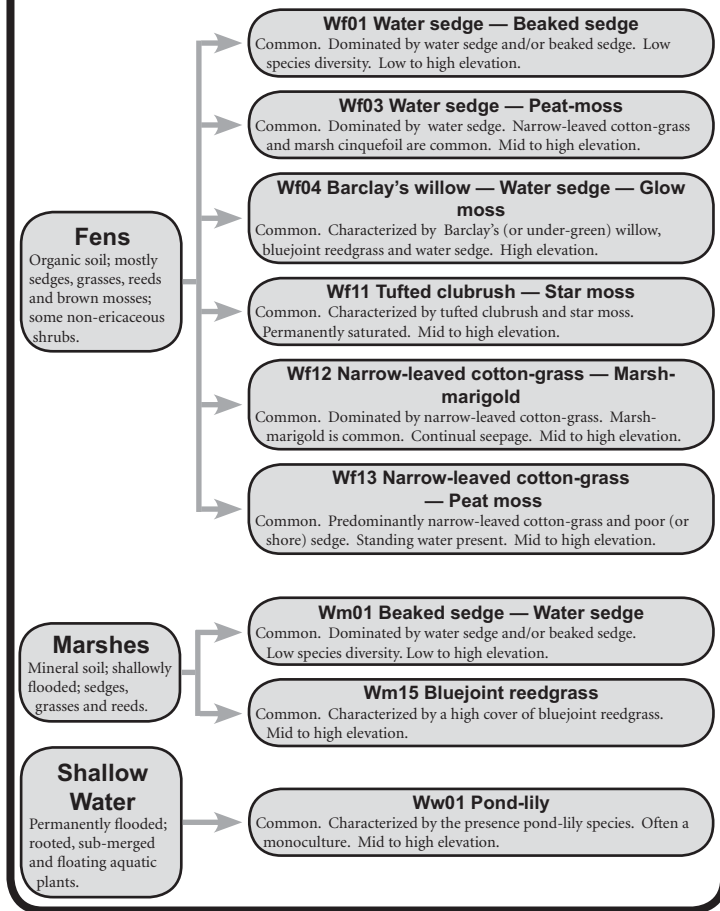 Fens
Organic soil; mostly
sedges, grasses, reeds
and brown mosses;
some non-ericaceous
shrubs.
Wf01 Water sedge — Beaked sedge
Common. Dominated by water sedge and/or beaked sedge. Low
species diversity. Low to high elevation.
Wf03 Water sedge — Peat-moss
Common. Dominated by water sedge. Narrow-leaved cotton-grass
and marsh cinquefoil are common. Mid to high elevation.
Wf04 Barclay's willow — Water sedge — Glow
moss
Common. Characterized by Barclay's (or under-green) willow,
bluejoint reedgrass and water sedge. High elevation.
Wf11 Tufted clubrush — Star moss
Common. Characterized by tufted clubrush and star moss.
Permanently saturated. Mid to high elevation.
Wf12 Narrow-leaved cotton-grass — Marsh-
marigold
Common. Dominated by narrow-leaved cotton-grass. Marsh-
marigold is common. Continual seepage. Mid to high elevation.
Wf13 Narrow-leaved cotton-grass
— Peat moss
Common. Predominantly narrow-leaved cotton-grass and poor (or
shore) sedge. Standing water present. Mid to high elevation.
Marshes
Mineral soil; shallowly
flooded; sedges,
grasses and reeds.
Wm01 Beaked sedge — Water sedge
Common. Dominated by water sedge and/or beaked sedge.
Low species diversity. Low to high elevation.
Wm15 Bluejoint reedgrass
Common. Characterized by a high cover of bluejoint reedgrass.
Mid to high elevation.
Shallow
Water
Permanently flooded;
rooted, sub-merged
and floating aquatic
plants.
Ww01 Pond-lily
Common. Characterized by the presence pond-lily species. Often a
monoculture. Mid to high elevation.